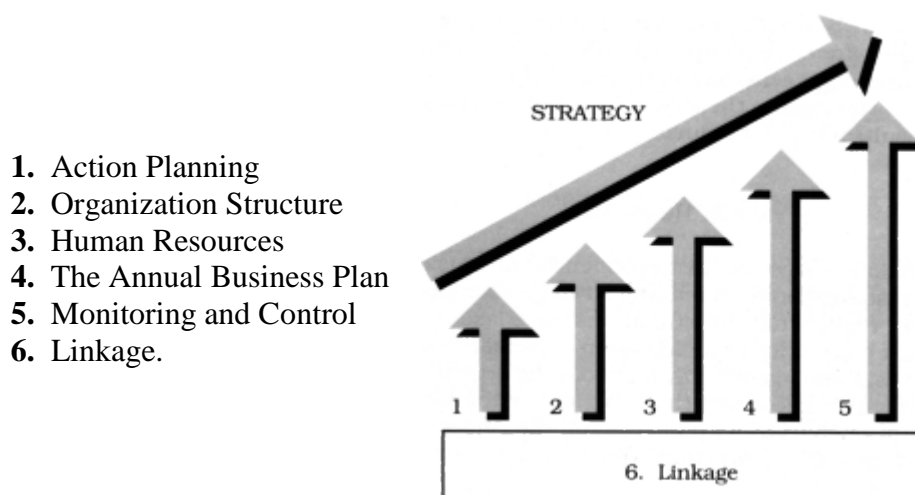 1. Action Planning
2. Organization Structure
3. Human Resources
4. The Annual Business Plan
5. Monitoring and Control
6. Linkage.
STRATEGY
1 2 3 4 5
6. Linkage